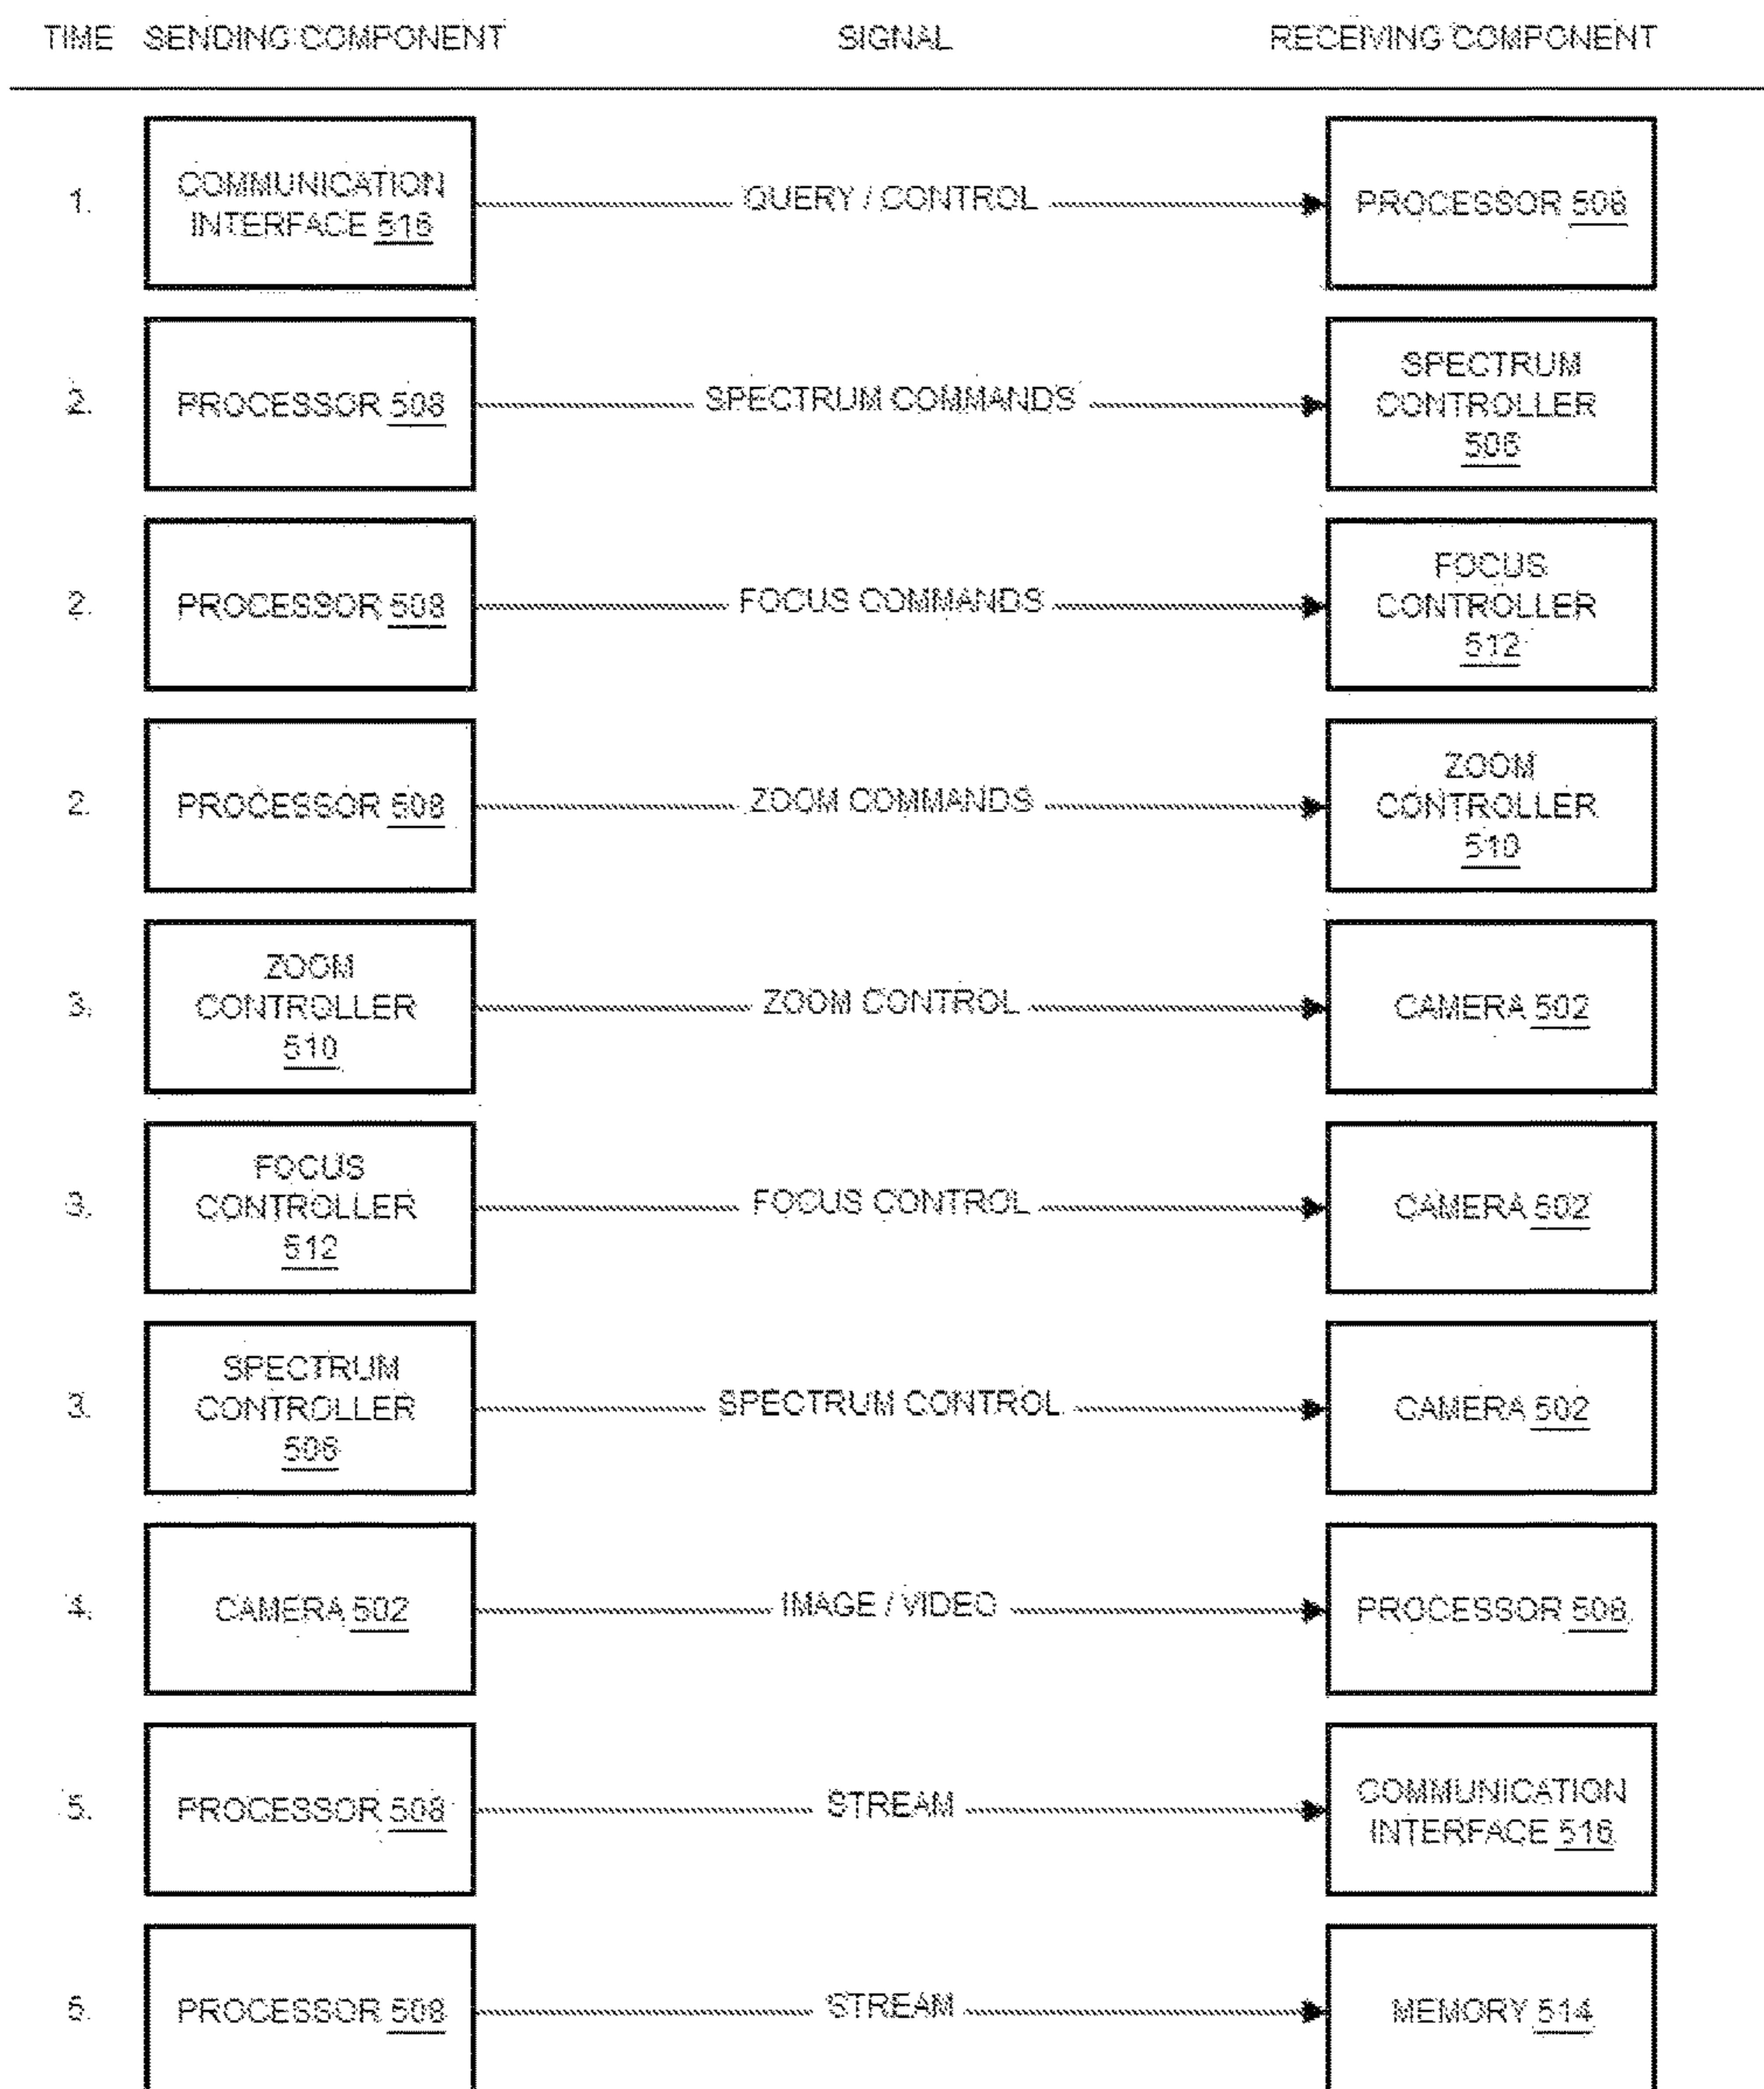 TIME SENDING COMPONENT SIGNAL RECEIVING COMPONENT
1. COMMUNICATION INTERFACE 516 QUERY / CONTROL PROCESSOR 508
2. PROCESSOR 508 SPECTRUM COMMANDS SPECTRUM CONTROLLER 506
2. PROCESSOR 508 FOCUS COMMANDS FOCUS CONTROLLER 512
2. PROCESSOR 508 ZOOM COMMANDS ZOOM CONTROLLER 510
3. ZOOM CONTROLLER 510 ZOOM CONTROL CAMERA 502
3. FOCUS CONTROLLER 512 FOCUS CONTROL CAMERA 502
3. SPECTRUM CONTROLLER 506 SPECTRUM CONTROL CAMERA 502
4. CAMERA 502 IMAGE / VIDEO PROCESSOR 508
5. PROCESSOR 508 STREAM COMMUNICATION INTERFACE 516
5. PROCESSOR 508 STREAM MEMORY 514